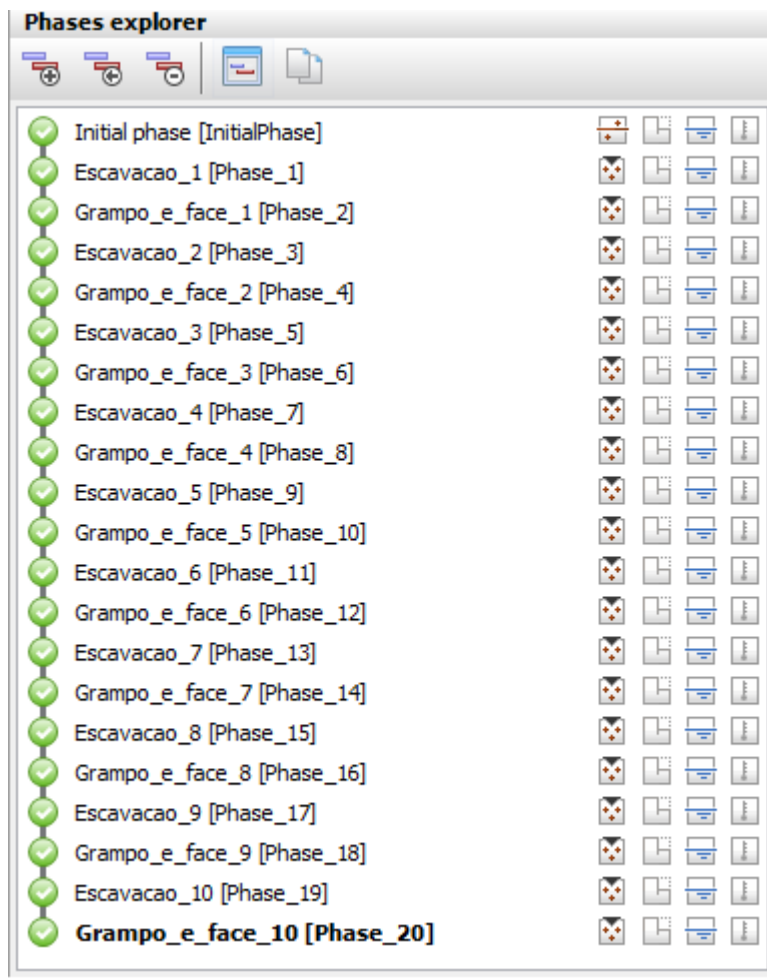 Phases explorer
Initial phase [InitialPhase]
Escavacao_1 [Phase_1]
Grampo_e_face_1 [Phase_2]
Escavacao_2 [Phase_3]
Grampo_e_face_2 [Phase_4]
Escavacao_3 [Phase_5]
Grampo_e_face_3 [Phase_6]
Escavacao_4 [Phase_7]
Grampo_e_face_4 [Phase_8]
Escavacao_5 [Phase_9]
Grampo_e_face_5 [Phase_10]
Escavacao_6 [Phase_11]
Grampo_e_face_6 [Phase_12]
Escavacao_7 [Phase_13]
Grampo_e_face_7 [Phase_14]
Escavacao_8 [Phase_15]
Grampo_e_face_8 [Phase_16]
Escavacao_9 [Phase_17]
Grampo_e_face_9 [Phase_18]
Escavacao_10 [Phase_19]
Grampo_e_face_10 [Phase_20]